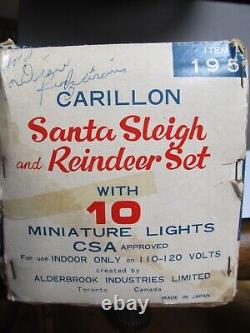 ITEM
195
CARILLON
Santa Sleigh
and Reindeer Set
WITH
10
MINIATURE LIGHTS
CSA APPROVED
For use INDOOR ONLY on 110-120 VOLTS
created by
ALDERBROOK INDUSTRIES LIMITED
Toronto Canada
MADE IN JAPAN